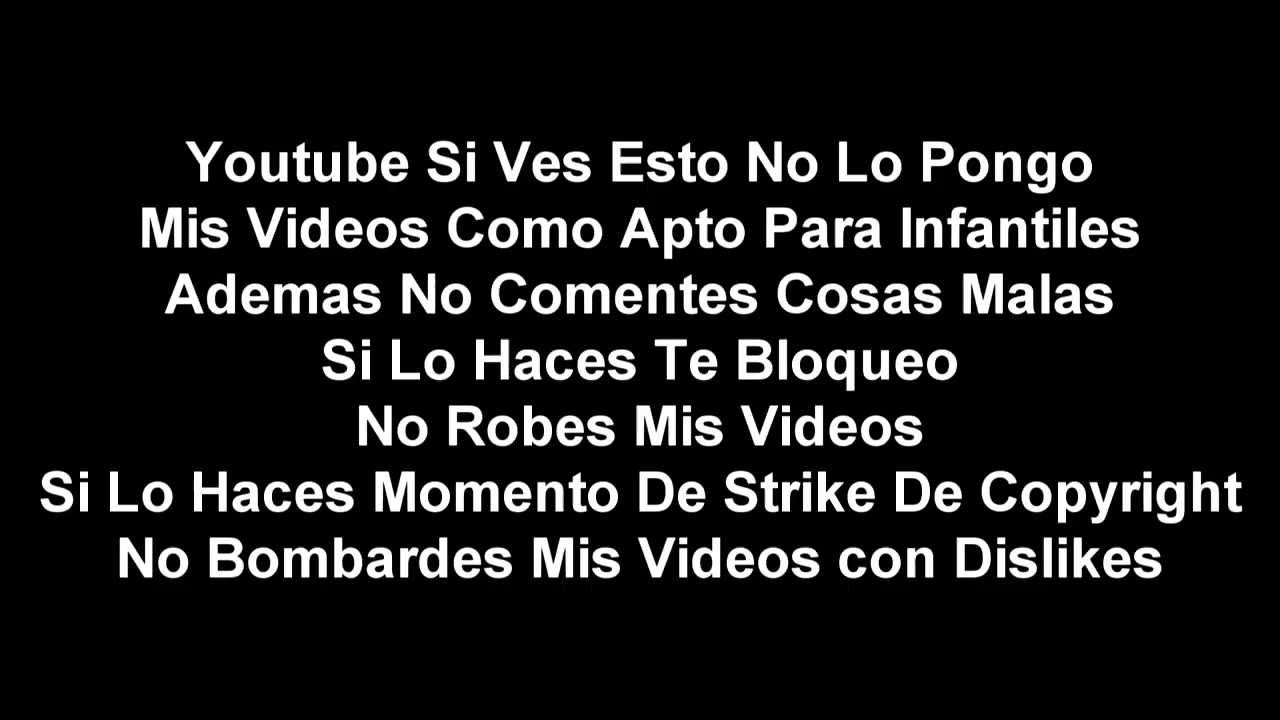 Youtube Si Ves Esto No Lo Pongo
Mis Videos Como Apto Para Infantiles
Ademas No Comentes Cosas Malas
Si Lo Haces Te Bloqueo
No Robes Mis Videos
Si Lo Haces Momento De Strike De Copyright
No Bombardes Mis Videos con Dislikes